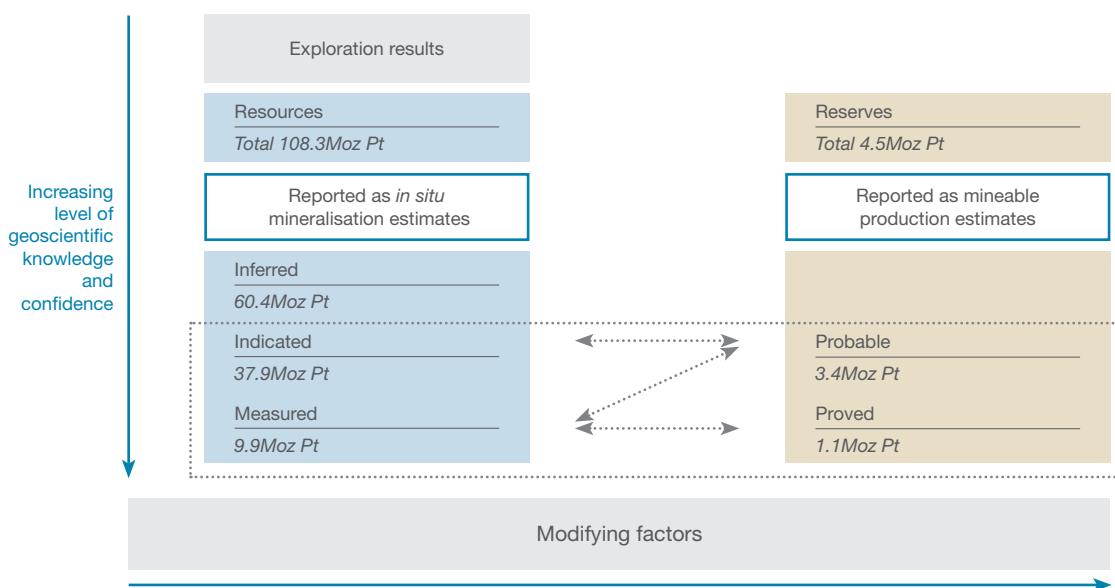 Exploration results
Resources
Total 108.3Moz Pt
Reserves
Total 4.5Moz Pt
Increasing
level of
geoscientific
knowledge
and
confidence
Reported as in situ
mineralisation estimates
Reported as mineable
production estimates
Inferred
60.4Moz Pt
Indicated
37.9Moz Pt
Probable
3.4Moz Pt
Measured
9.9Moz Pt
Proved
1.1Moz Pt
Modifying factors